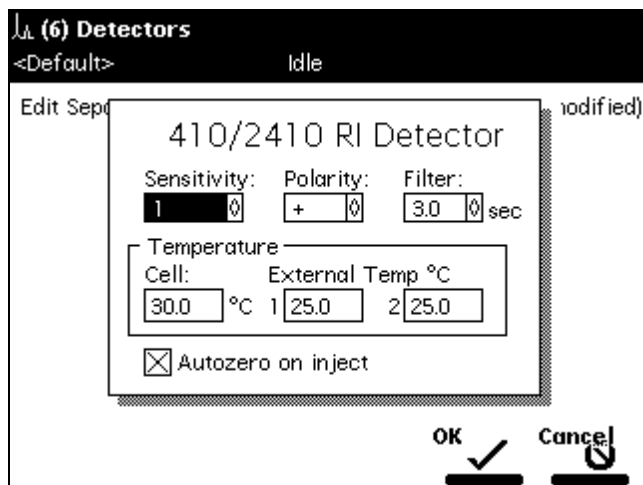 (6) Detectors
<Default> Idle
Edit Sep odified)
410/2410 RI Detector
Sensitivity: Polarity: Filter:
1 + 3.0 sec
Temperature
Cell: External Temp °C
30.0 °C 1 25.0 2 25.0
Autozero on inject
OK Cancel